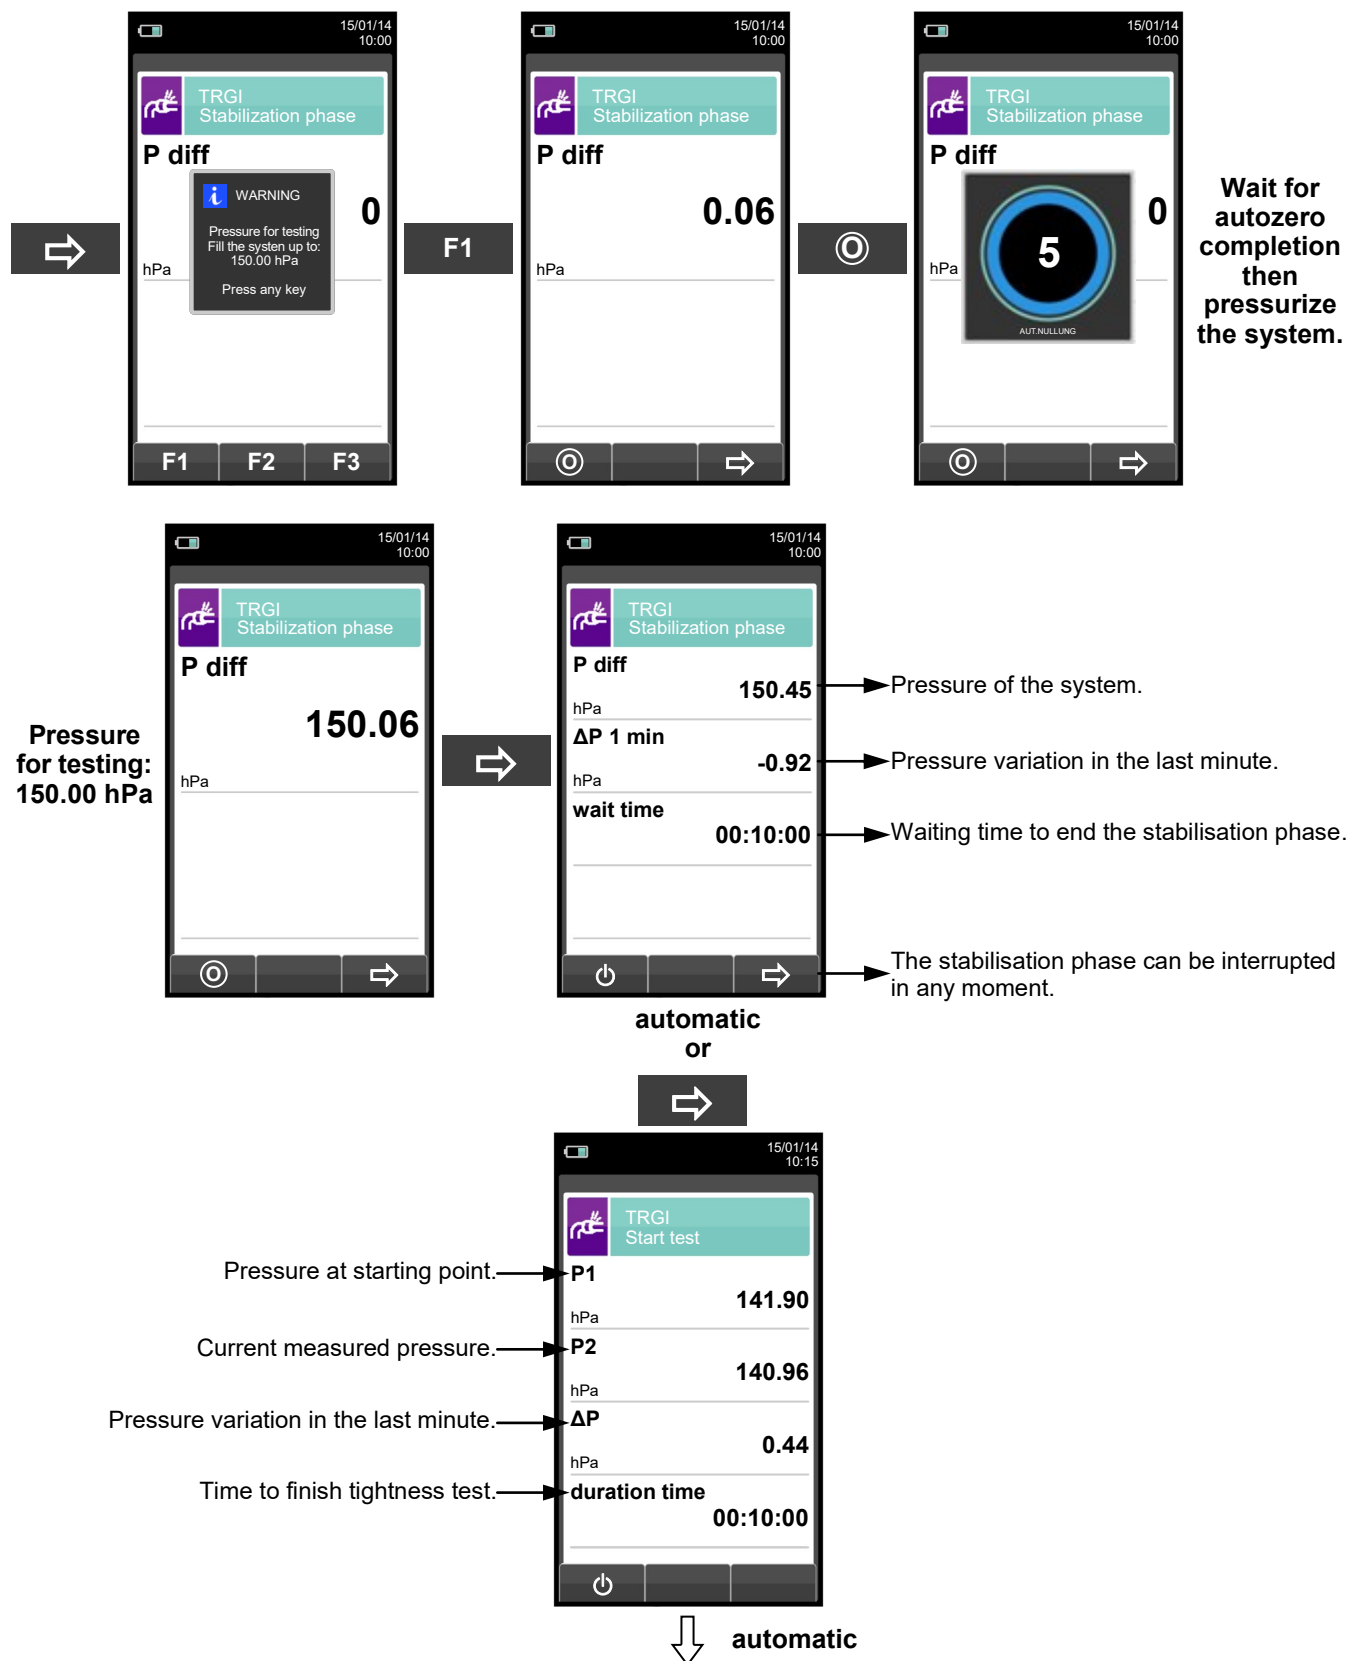 15/01/14
10:00
TRGI
Stabilization phase
P diff
WARNING
Pressure for testing
Fill the systen up to:
150.00 hPa
Press any key
0
hPa
F1 F2 F3
F1
15/01/14
10:00
TRGI
Stabilization phase
P diff
0.06
hPa
15/01/14
10:00
TRGI
Stabilization phase
P diff
0
hPa
5
AUT.NULLUNG
Wait for
autozero
completion
then
pressurize
the system.
Pressure
for testing:
150.00 hPa
15/01/14
10:00
TRGI
Stabilization phase
P diff
150.06
hPa
15/01/14
10:00
TRGI
Stabilization phase
P diff
150.45
hPa
ΔP 1 min
-0.92
hPa
wait time
00:10:00
Pressure of the system.
Pressure variation in the last minute.
Waiting time to end the stabilisation phase.
The stabilisation phase can be interrupted
in any moment.
automatic
or
15/01/14
10:15
TRGI
Start test
Pressure at starting point.
P1
141.90
hPa
Current measured pressure.
P2
140.96
hPa
Pressure variation in the last minute.
ΔP
0.44
hPa
Time to finish tightness test.
duration time
00:10:00
automatic